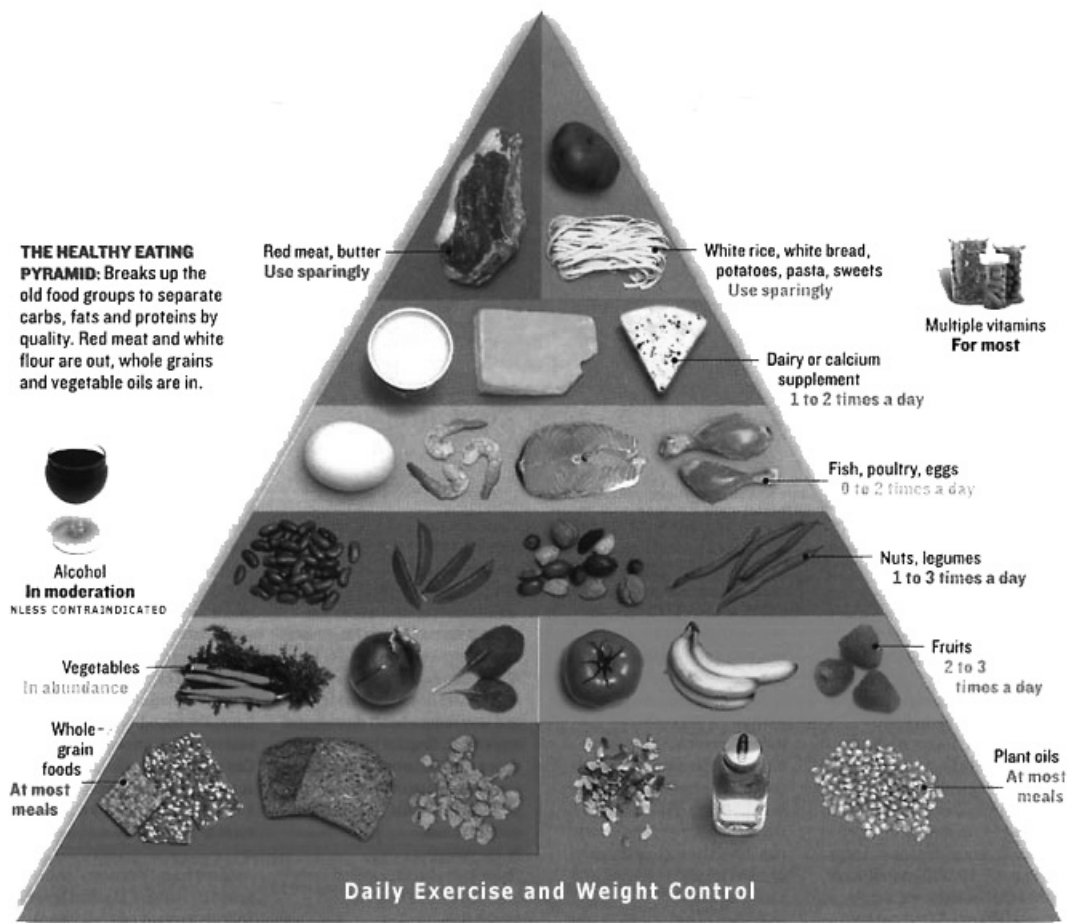 THE HEALTHY EATING
PYRAMID: Breaks up the
old food groups to separate
carbs, fats and proteins by
quality. Red meat and white
flour are out, whole grains
and vegetable oils are in.
Red meat, butter
Use sparingly
White rice, white bread,
potatoes, pasta, sweets
Use sparingly
Multiple vitamins
For most
Dairy or calcium
supplement
1 to 2 times a day
Fish, poultry, eggs
0 to 2 times a day
Alcohol
In moderation
NLESS CONTRAINDICATED
Nuts, legumes
1 to 3 times a day
Vegetables
In abundance
Fruits
2 to 3
times a day
Whole-
grain
foods
At most
meals
Plant oils
At most
meals
Daily Exercise and Weight Control